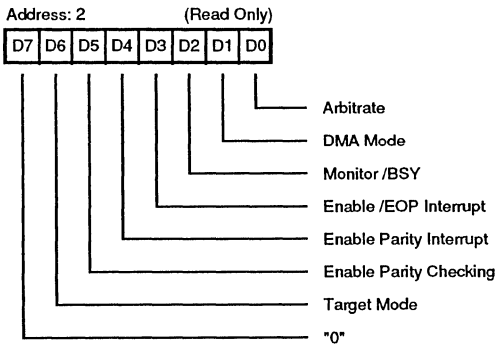 Address: 2 (Read Only)
D7 D6 D5 D4 D3 D2 D1 D0
Arbitrate
DMA Mode
Monitor /BSY
Enable /EOP Interrupt
Enable Parity Interrupt
Enable Parity Checking
Target Mode
"0"